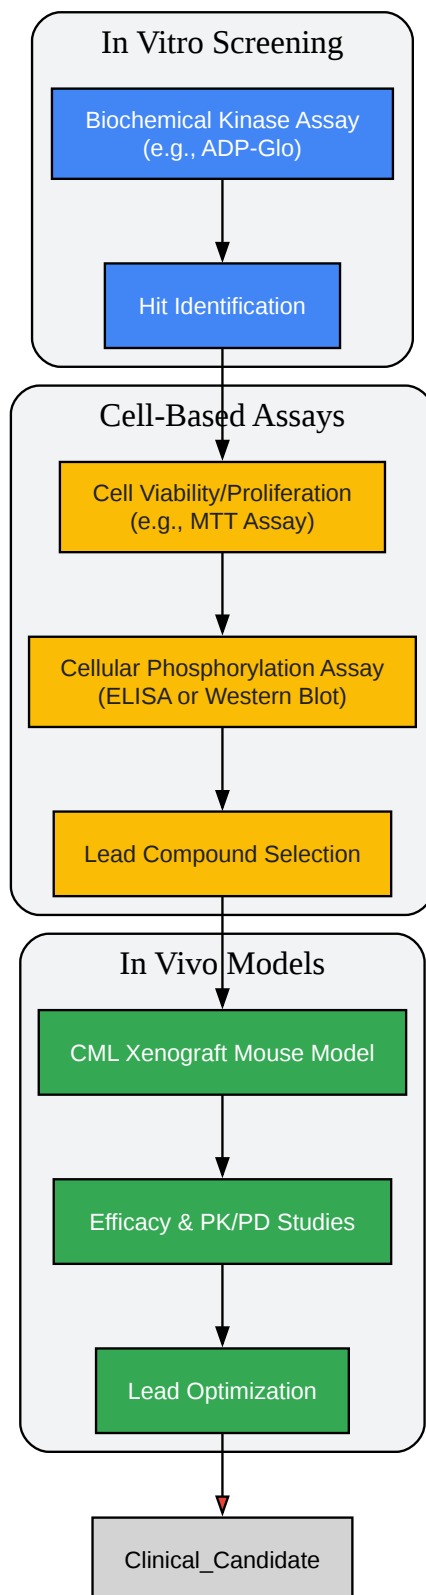 In Vitro Screening
Biochemical Kinase Assay
(e.g., ADP-Glo)
Hit Identification
Cell-Based Assays
Cell Viability/Proliferation
(e.g., MTT Assay)
Cellular Phosphorylation Assay
(ELISA or Western Blot)
Lead Compound Selection
In Vivo Models
CML Xenograft Mouse Model
Efficacy & PK/PD Studies
Lead Optimization
Clinical_Candidate